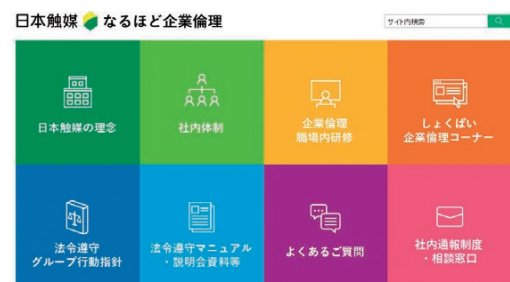 日本触媒 なるほど企業倫理
サイト内検索
日本触媒の理念
社内体制
企業倫理
職場内研修
しょくばい
企業倫理コーナー
法令遵守
グループ行動指針
法令遵守マニュアル
・説明会資料等
よくあるご質問
社内通報制度
・相談窓口